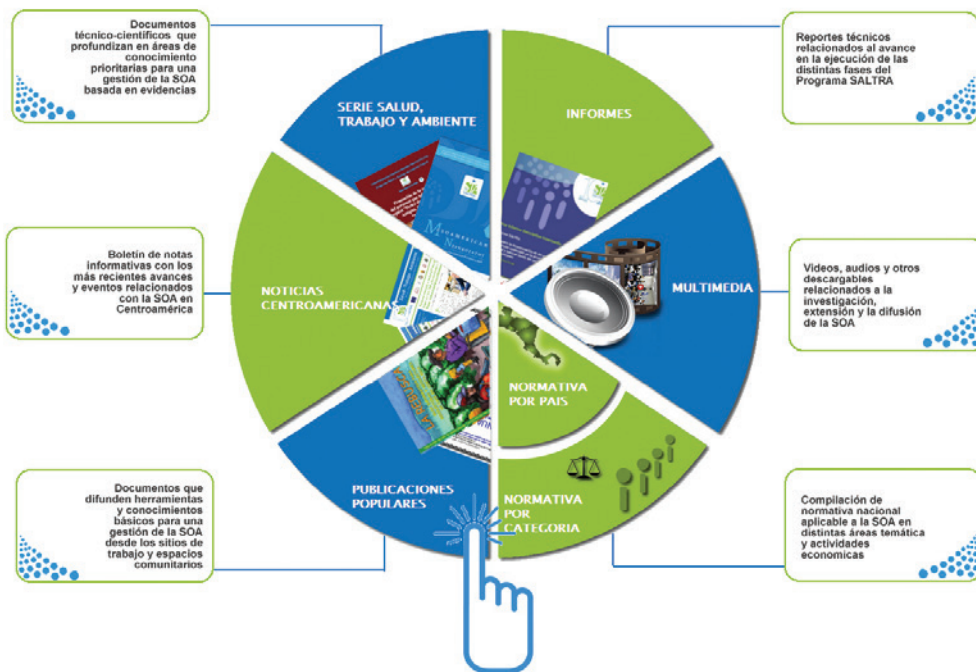 Documentos
técnico-científicos que
profundizan en áreas de
conocimiento
prioritarias para una
gestión de la SOA
basada en evidencias
SERIE SALUD,
TRABAJO Y AMBIENTE
INFORMES
Reportes técnicos
relacionados al avance
en la ejecución de las
distintas fases del
Programa SALTRA
Boletín de notas
informativas con los
más recientes avances
y eventos relacionados
con la SOA en
Centroamérica
NOTICIAS
CENTROAMERICANA
MULTIMEDIA
Videos, audios y otros
descargables
relacionados a la
investigación,
extensión y la difusión
de la SOA
NORMATIVA
POR PAIS
LA REBUSCA
Documentos que
difunden herramientas
y conocimientos
básicos para una
gestión de la SOA
desde los sitios de
trabajo y espacios
comunitarios
PUBLICACIONES
POPULARES
NORMATIVA
POR
CATEGORIA
Compilación de
normativa nacional
aplicable a la SOA en
distintas áreas temática
y actividades
economicas